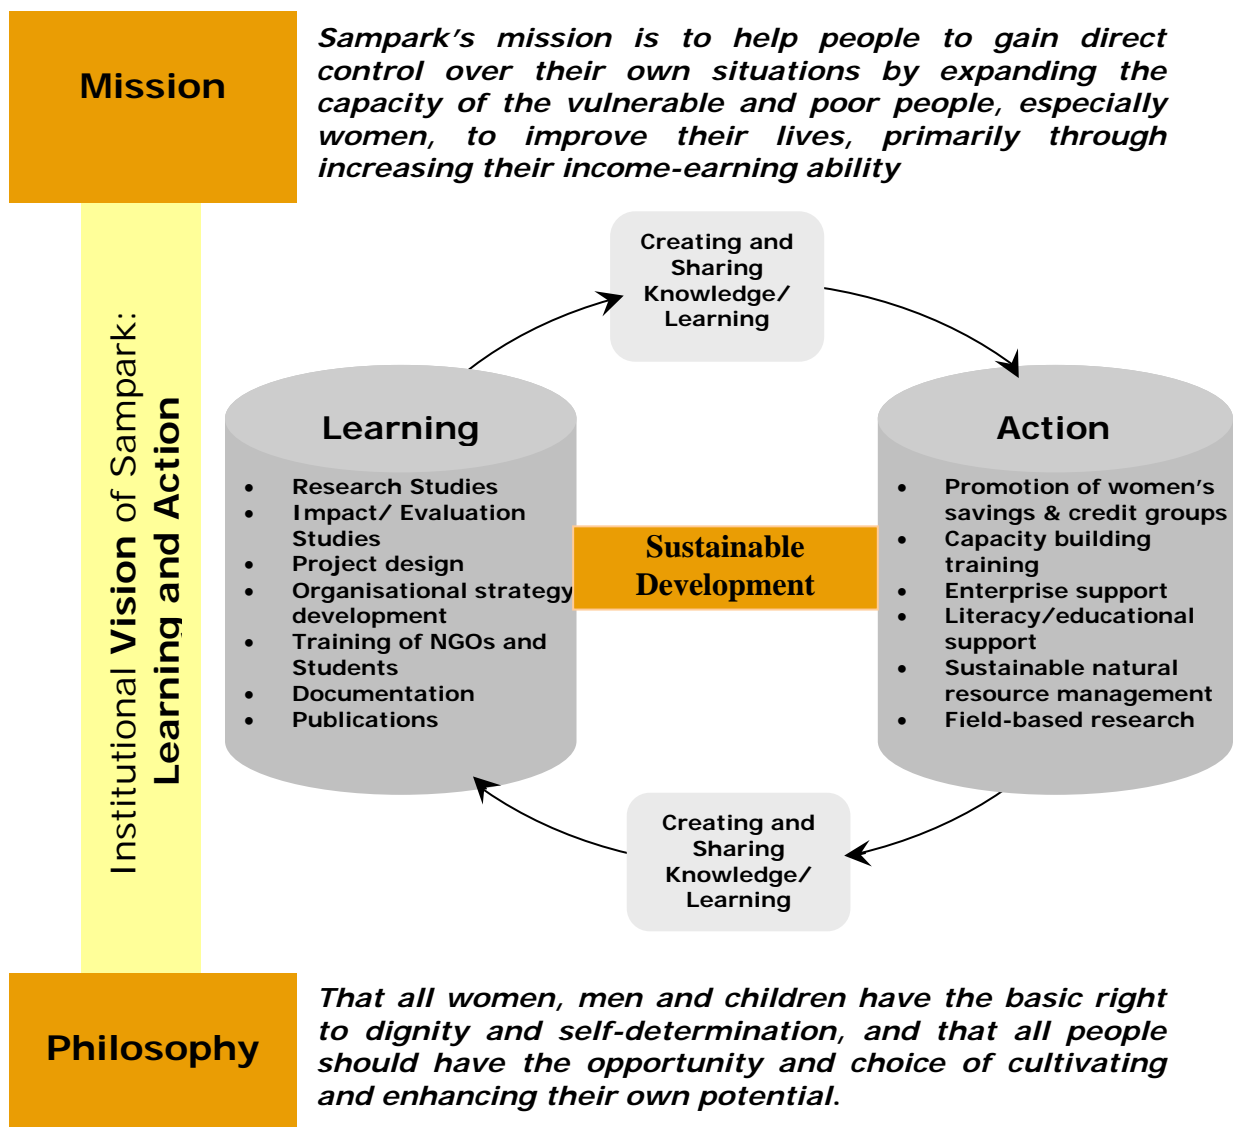 Mission
Sampark's mission is to help people to gain direct
control over their own situations by expanding the
capacity of the vulnerable and poor people, especially
women, to improve their lives, primarily through
increasing their income-earning ability
Institutional Vision of Sampark:
Learning and Action
Creating and
Sharing
Knowledge/
Learning
Learning
• Research Studies
• Impact/ Evaluation
Studies
• Project design
• Organisational strategy
development
• Training of NGOs and
Students
• Documentation
• Publications
Sustainable
Development
Action
• Promotion of women's
savings & credit groups
• Capacity building
training
• Enterprise support
• Literacy/educational
support
• Sustainable natural
resource management
• Field-based research
Creating and
Sharing
Knowledge/
Learning
Philosophy
That all women, men and children have the basic right
to dignity and self-determination, and that all people
should have the opportunity and choice of cultivating
and enhancing their own potential.